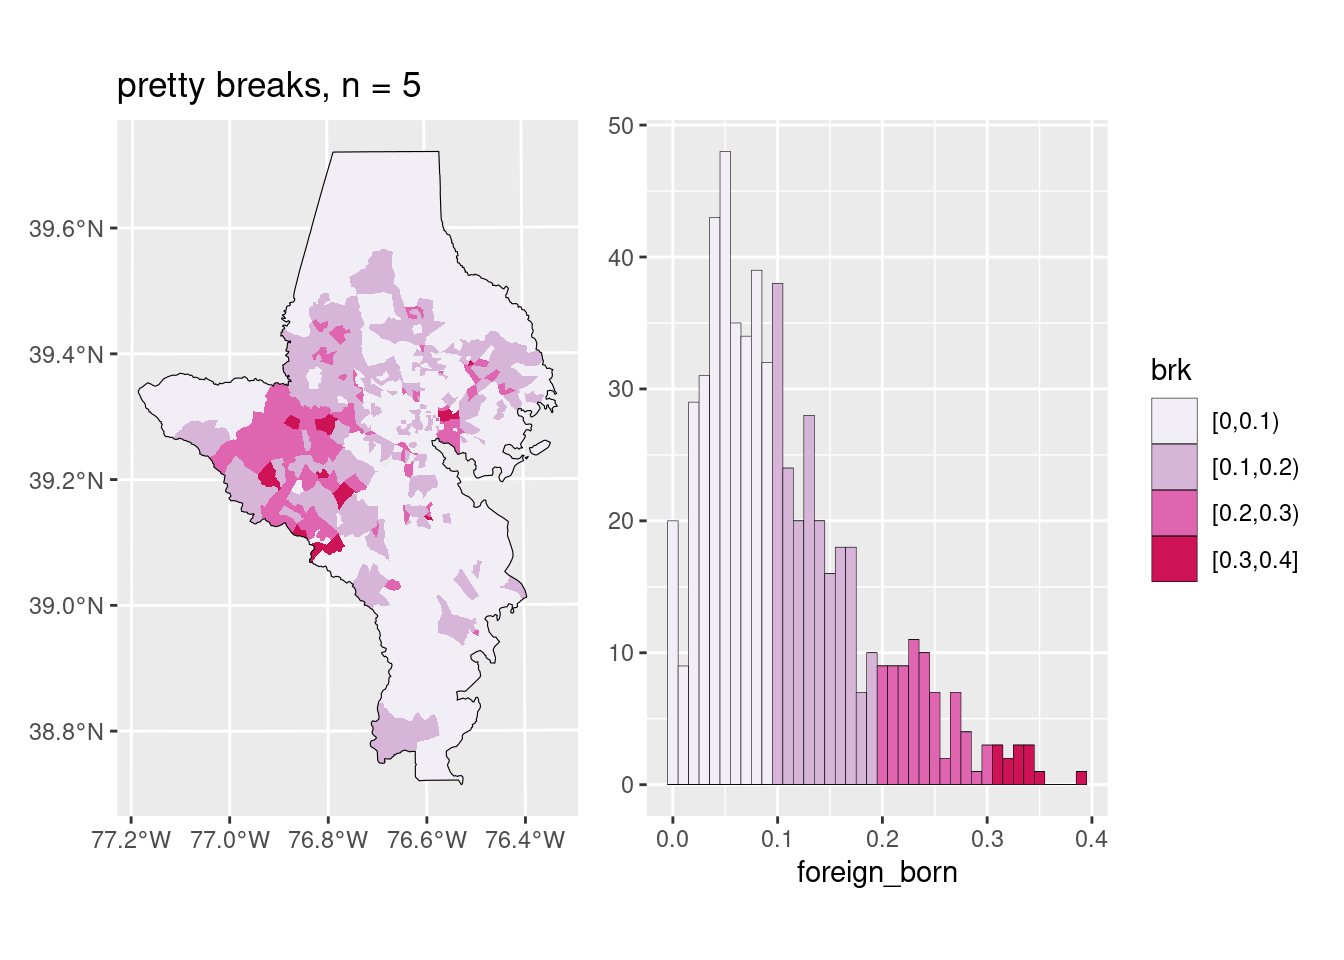 pretty breaks, n = 5
39.6°N
39.4°N
39.2°N
39.0°N
38.8°N
77.2°W 77.0°W 76.8°W 76.6°W 76.4°W
50
40
30
20
10
0
0.0 0.1 0.2 0.3 0.4
foreign_born
brk
[0,0.1)
[0.1,0.2)
[0.2,0.3)
[0.3,0.4]